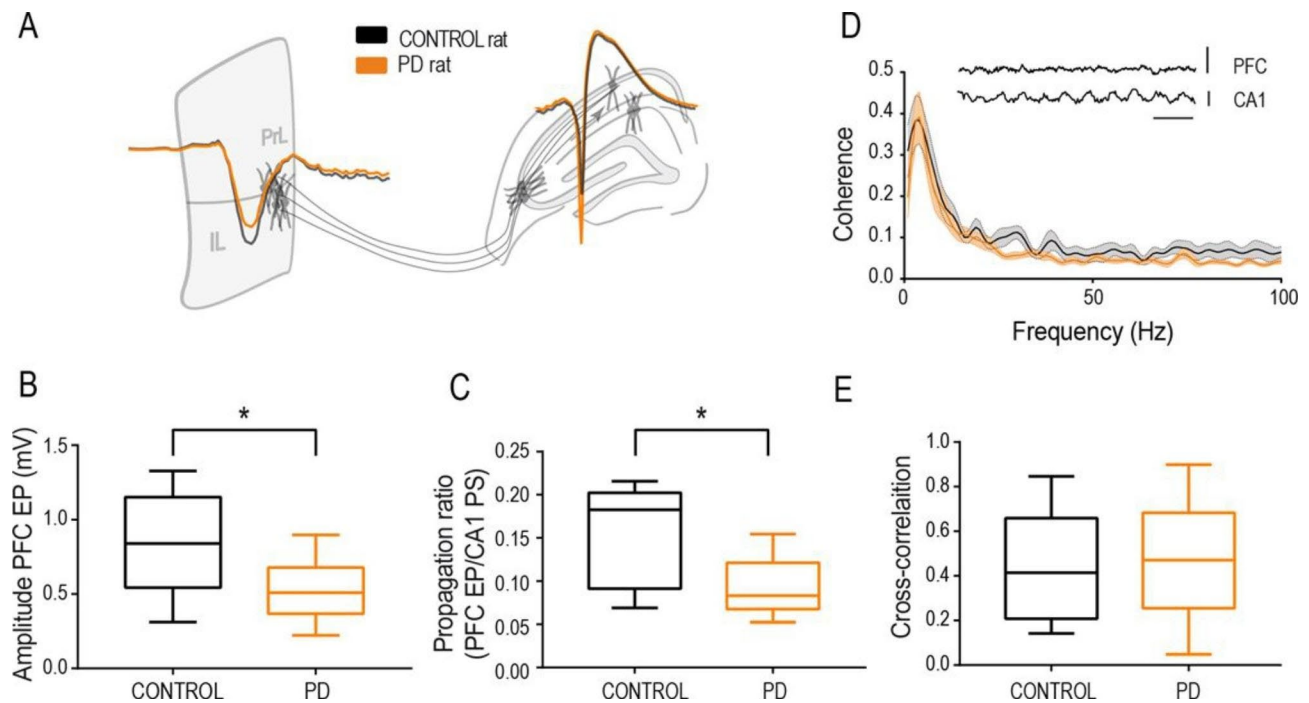 A
CONTROL rat
PD rat
PrL
IL
D
PFC
CA1
0.5
0.4
0.3
0.2
0.1
0.0
Coherence
0 50 100
Frequency (Hz)
B
*
1.5
1.0
0.5
0.0
Amplitude PFC EP (mV)
CONTROL PD
C
*
0.25
0.20
0.15
0.10
0.05
0.00
Propagation ratio
(PFC EP/CA1 PS)
CONTROL PD
E
1.0
0.8
0.6
0.4
0.2
0.0
Cross-correlaition
CONTROL PD